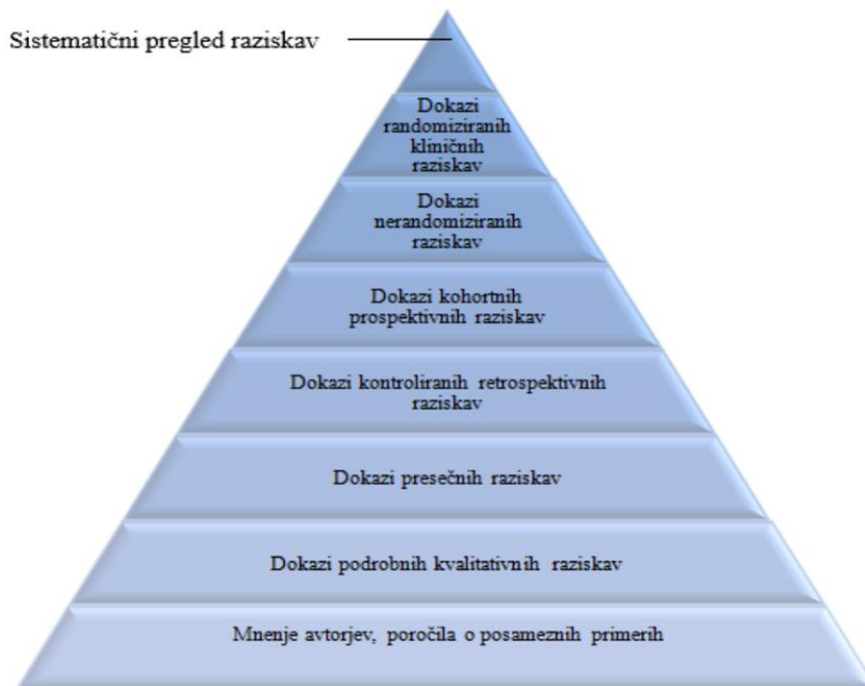 Sistematični pregled raziskav
Dokazi
randomiziranih
kliničnih
raziskav
Dokazi
nerandomiziranih
raziskav
Dokazi kohortnih
prospektivnih raziskav
Dokazi kontroliranih retrospektivnih
raziskav
Dokazi presečnih raziskav
Dokazi podrobnih kvalitativnih raziskav
Mnenje avtorjev, poročila o posameznih primerih